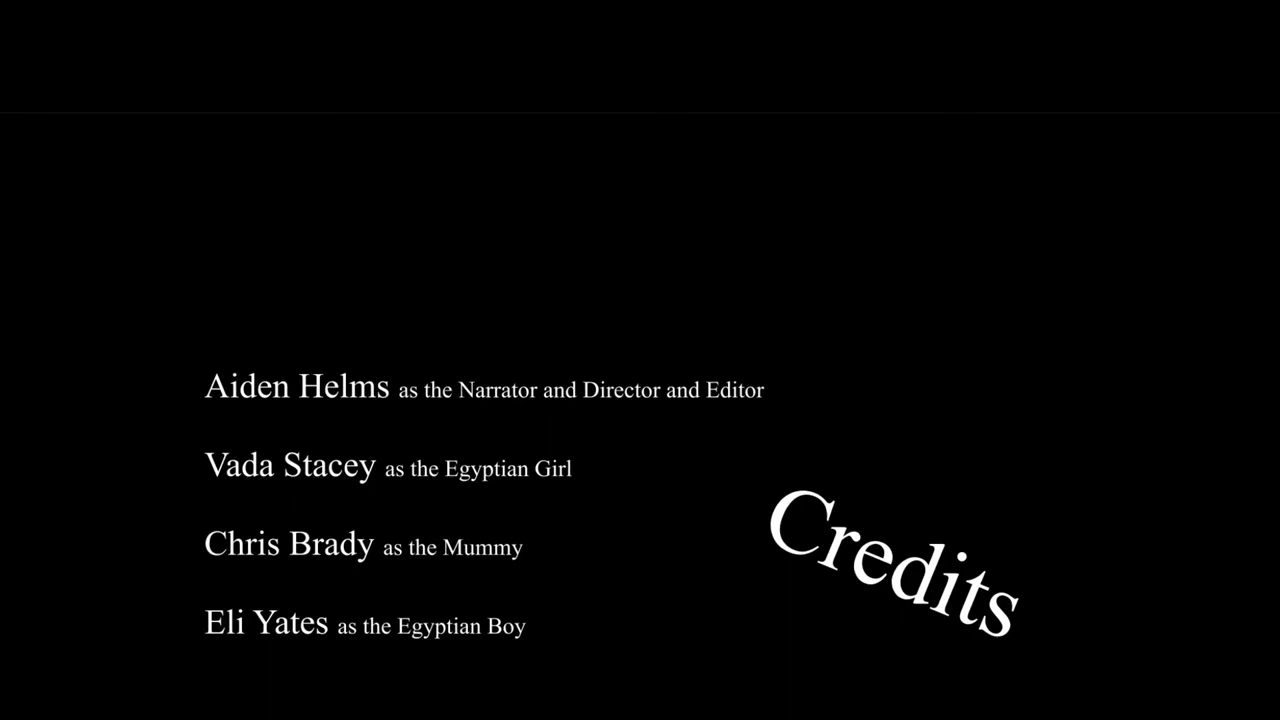 Aiden Helms as the Narrator and Director and Editor
Vada Stacey as the Egyptian Girl
Chris Brady as the Mummy
Eli Yates as the Egyptian Boy
Credits